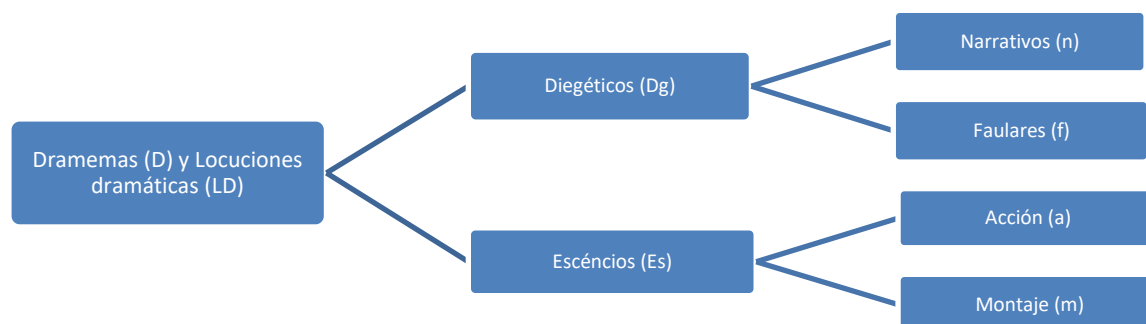 Dramemas (D) y Locuciones
dramáticas (LD)
Diegéticos (Dg)
Narrativos (n)
Faulares (f)
Escéncios (Es)
Acción (a)
Montaje (m)